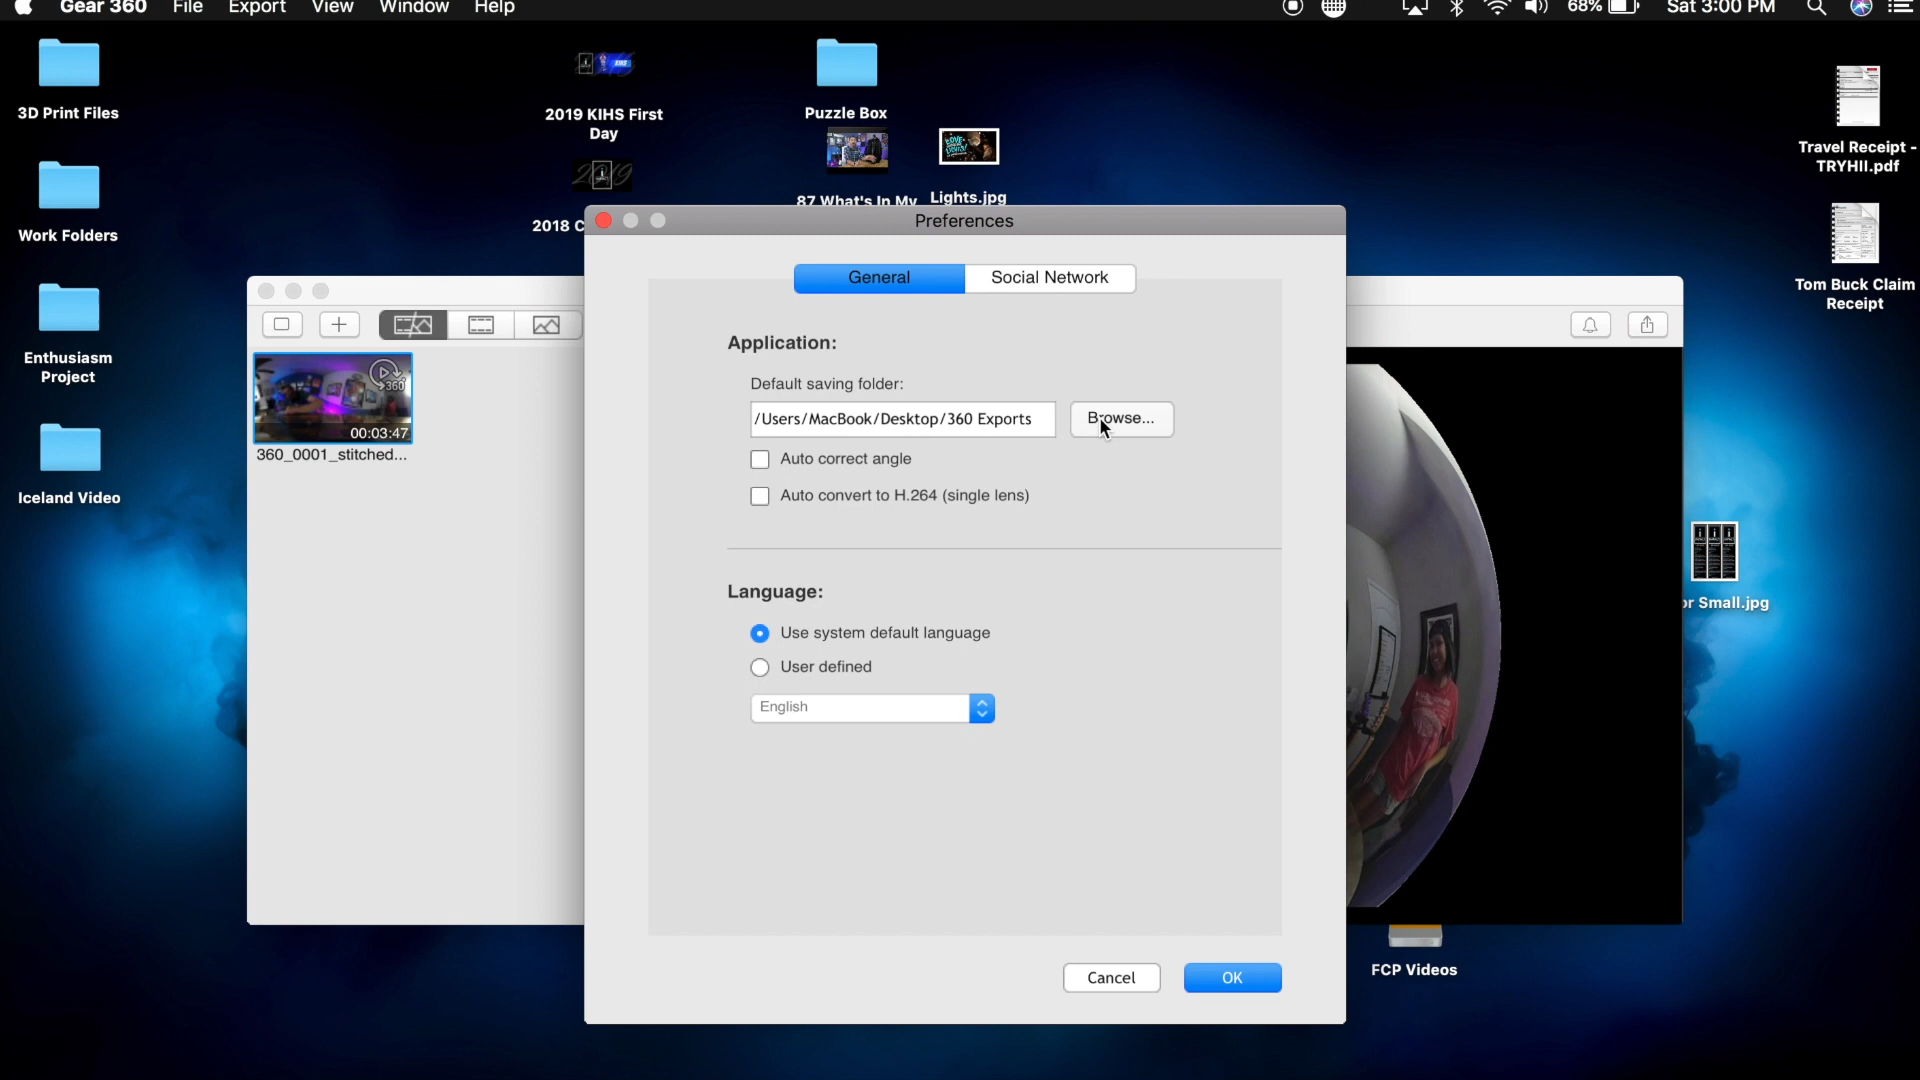 Gear 360 File Export View Window Help
68% Sat 3:00 PM
3D Print Files
2019 KIHS First
Day
Puzzle Box
Travel Receipt -
TRYHII.pdf
87 What's In My
Lights.jpg
Work Folders
2018 C
Tom Buck Claim
Receipt
Enthusiasm
Project
Iceland Video
00:03:47
360_0001_stitched...
Preferences
General Social Network
Application:
Default saving folder:
/Users/MacBook/Desktop/360 Exports Browse...
Auto correct angle
Auto convert to H.264 (single lens)
Language:
Use system default language
User defined
English
Cancel OK
or Small.jpg
FCP Videos